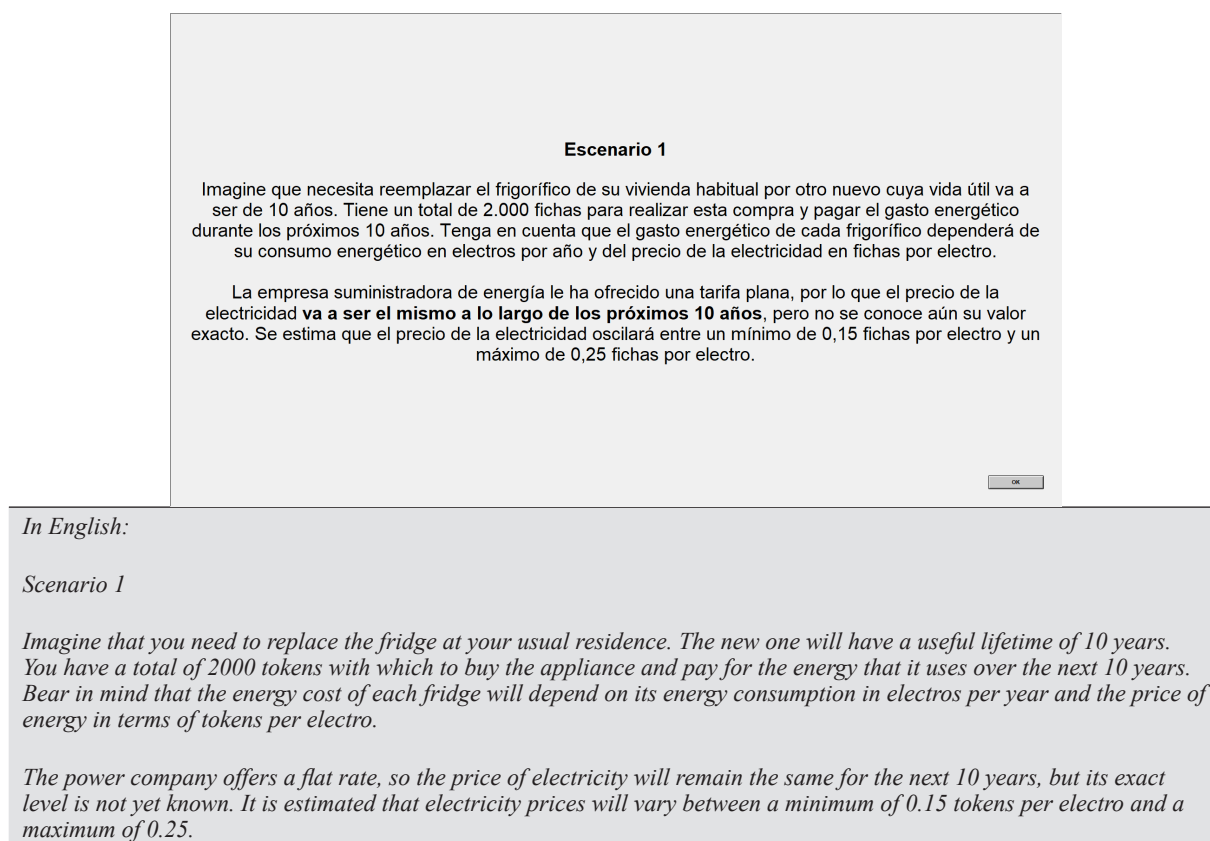 Escenario 1
Imagine que necesita reemplazar el frigorífico de su vivienda habitual por otro nuevo cuya vida útil va a
ser de 10 años. Tiene un total de 2.000 fichas para realizar esta compra y pagar el gasto energético
durante los próximos 10 años. Tenga en cuenta que el gasto energético de cada frigorífico dependerá de
su consumo energético en electros por año y del precio de la electricidad en fichas por electro.
La empresa suministradora de energía le ha ofrecido una tarifa plana, por lo que el precio de la
electricidad va a ser el mismo a lo largo de los próximos 10 años, pero no se conoce aún su valor
exacto. Se estima que el precio de la electricidad oscilará entre un mínimo de 0,15 fichas por electro y un
máximo de 0,25 fichas por electro.
OK
In English:
Scenario 1
Imagine that you need to replace the fridge at your usual residence. The new one will have a useful lifetime of 10 years.
You have a total of 2000 tokens with which to buy the appliance and pay for the energy that it uses over the next 10 years.
Bear in mind that the energy cost of each fridge will depend on its energy consumption in electros per year and the price of
energy in terms of tokens per electro.
The power company offers a flat rate, so the price of electricity will remain the same for the next 10 years, but its exact
level is not yet known. It is estimated that electricity prices will vary between a minimum of 0.15 tokens per electro and a
maximum of 0.25.